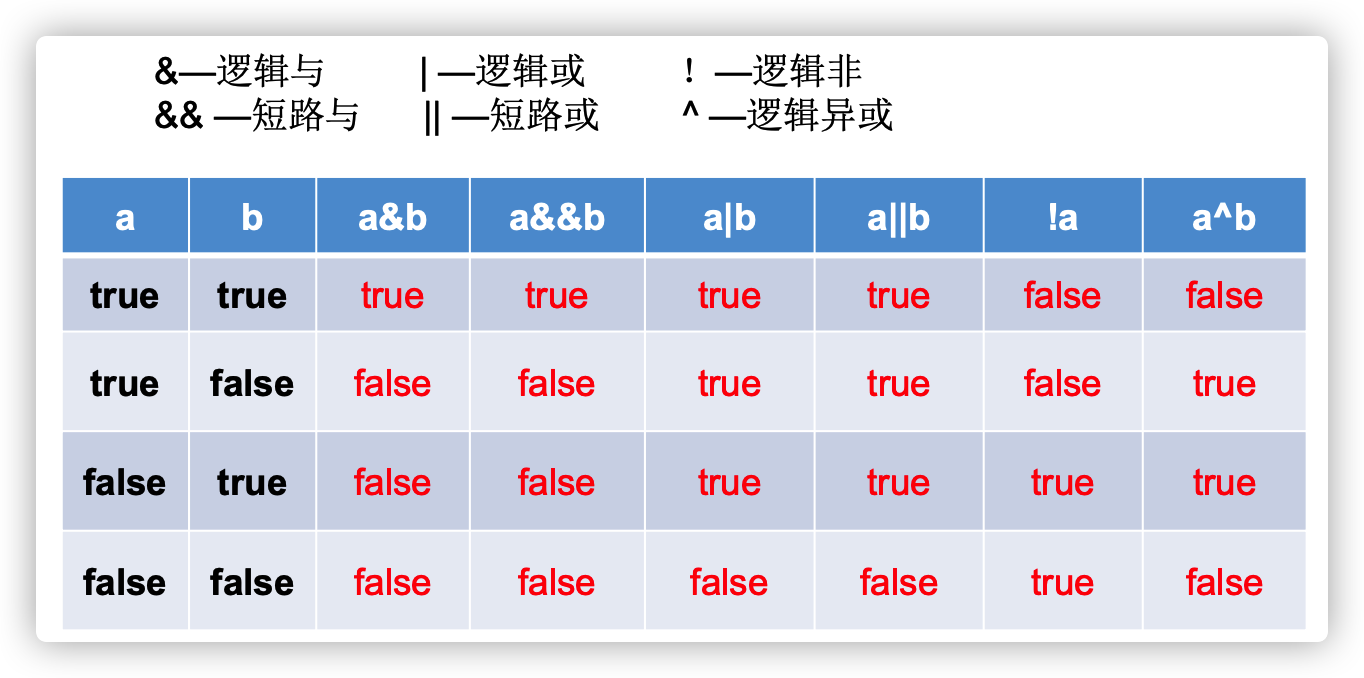 &—逻辑与 | —逻辑或 ! —逻辑非
&& —短路与 || —短路或 ^ —逻辑异或
a b a&b a&&b a|b a||b !a a^b
true true true true true true false false
true false false false true true false true
false true false false true true true true
false false false false false false true false